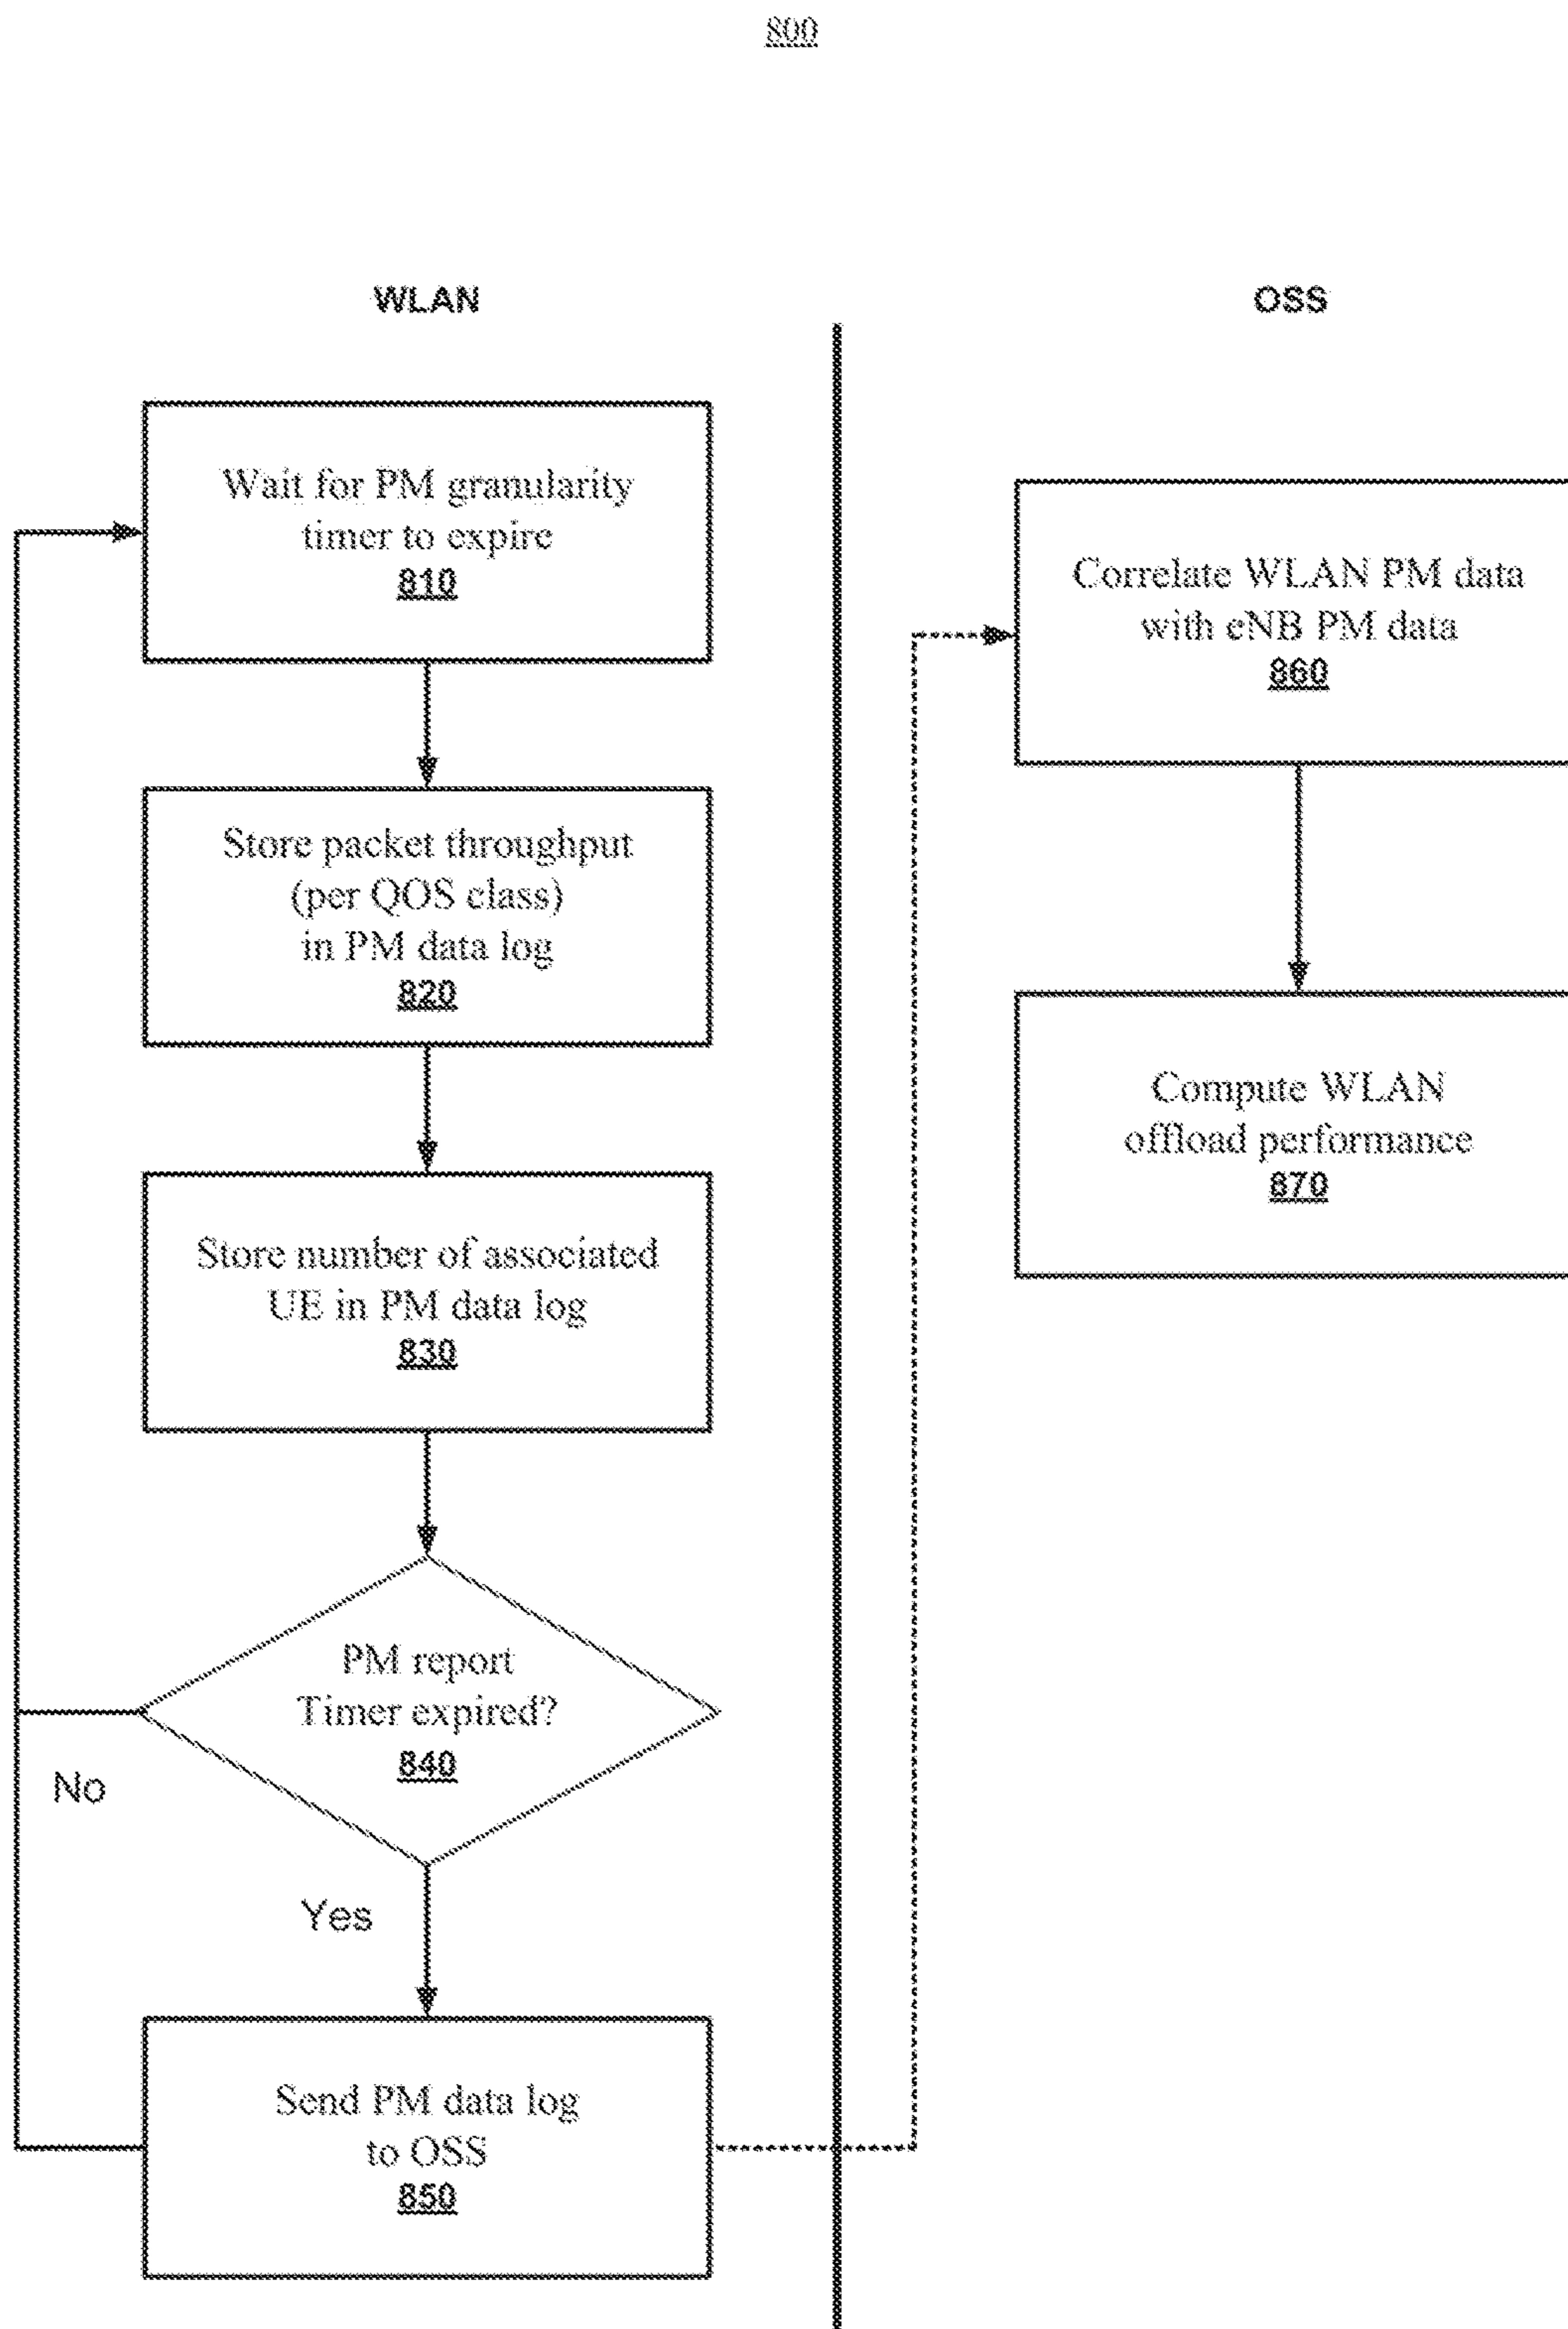 800
WLAN
Wait for PM granularity
timer to expire
810
Store packet throughput
(per QOS class)
in PM data log
820
Store number of associated
UE in PM data log
830
PM report
Timer expired?
840
No
Yes
Send PM data log
to OSS
850
OSS
Correlate WLAN PM data
with eNB PM data
860
Compute WLAN
offload performance
870